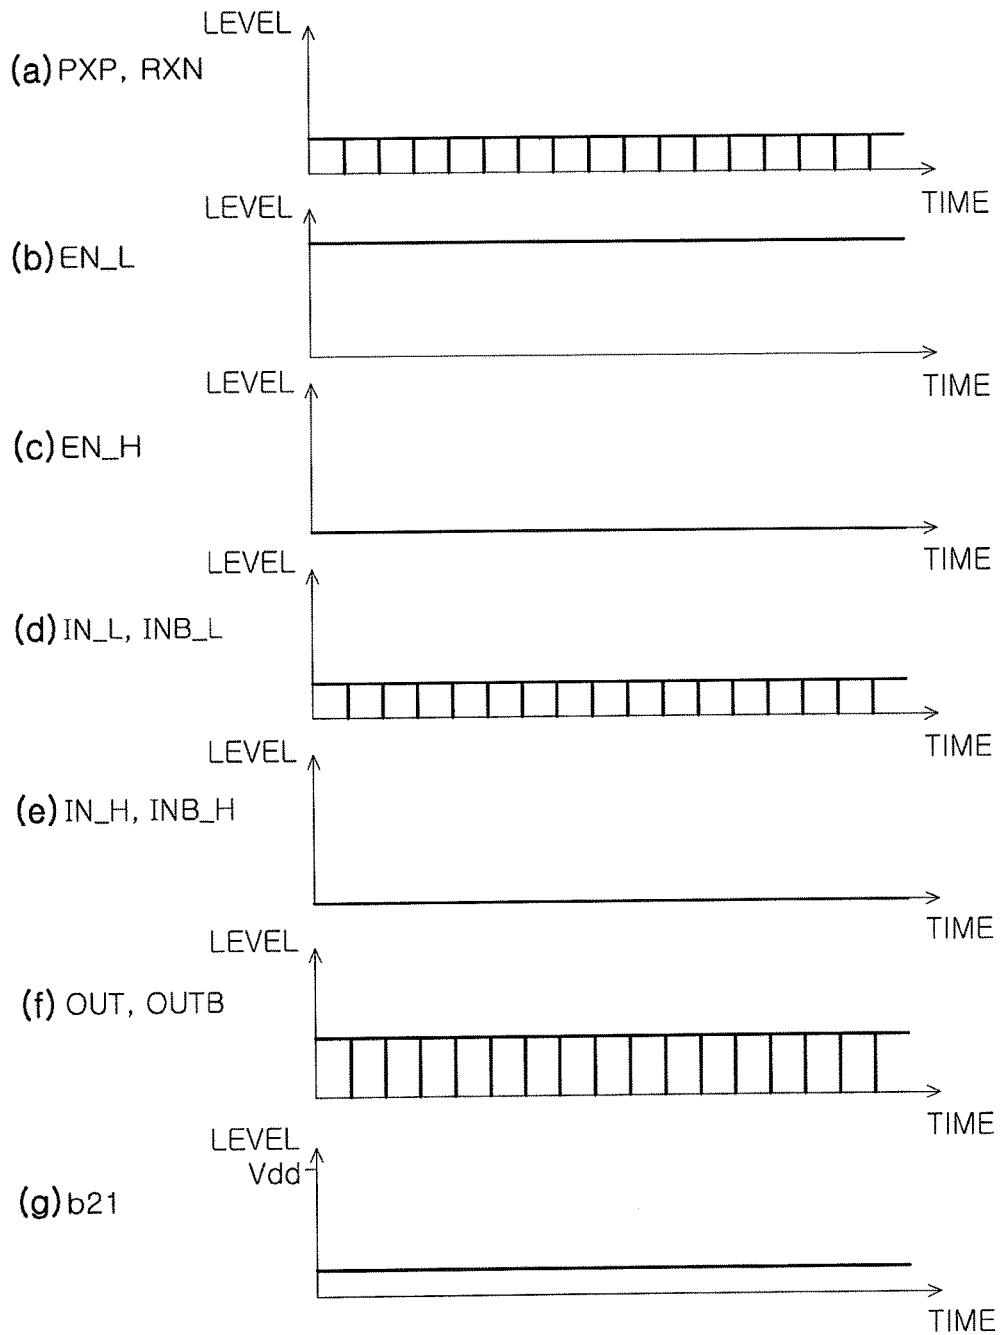 LEVEL
(a) PXP, RXN
TIME
LEVEL
(b) EN_L
TIME
LEVEL
(c) EN_H
TIME
LEVEL
(d) IN_L, INB_L
TIME
LEVEL
(e) IN_H, INB_H
TIME
LEVEL
(f) OUT, OUTB
TIME
LEVEL
Vdd
(g) b21
TIME